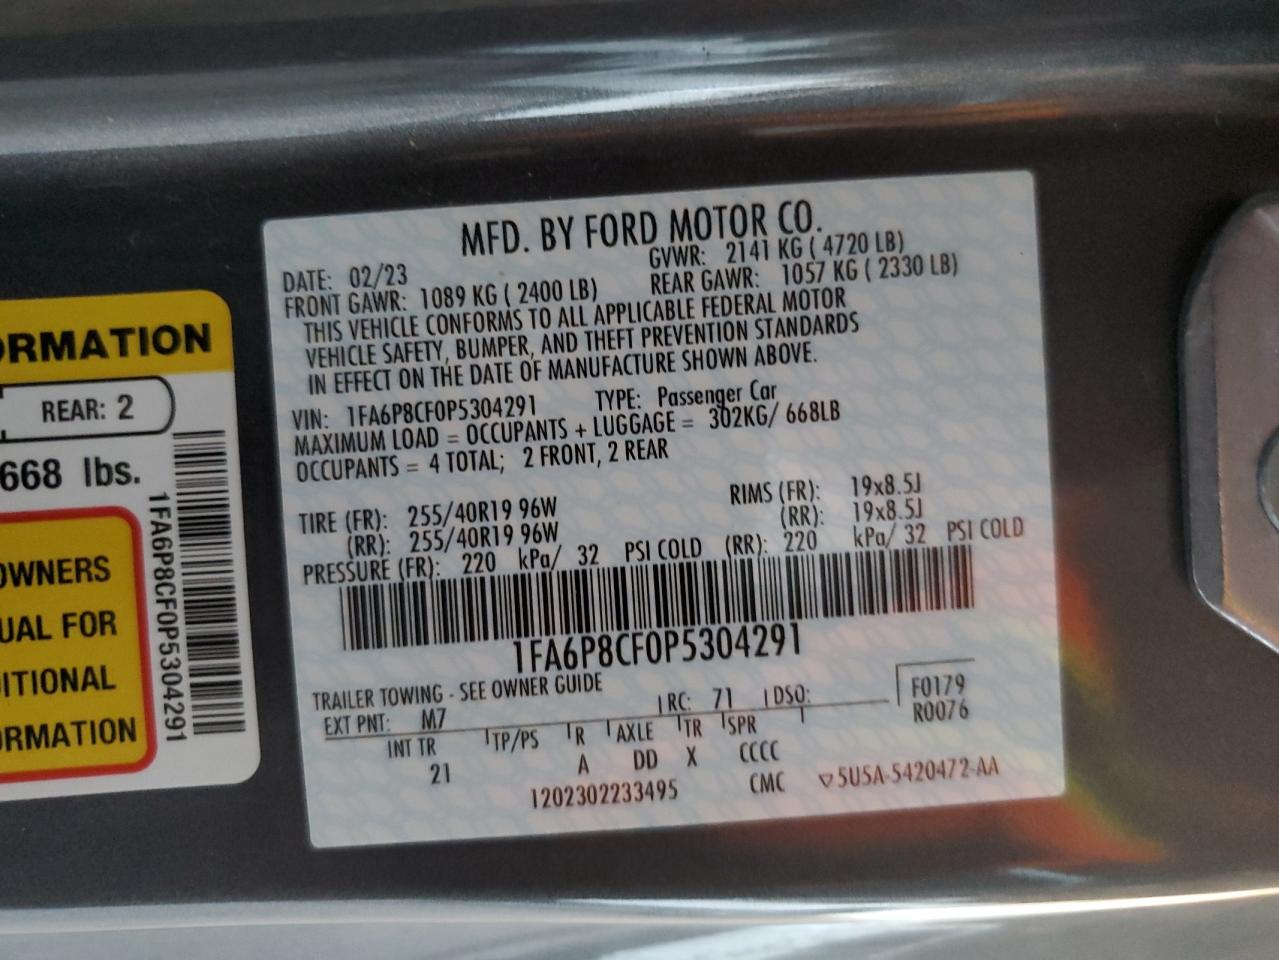 MFD. BY FORD MOTOR CO.
DATE: 02/23 GVWR: 2141 KG ( 4720 LB)
FRONT GAWR: 1089 KG ( 2400 LB) REAR GAWR: 1057 KG ( 2330 LB)
THIS VEHICLE CONFORMS TO ALL APPLICABLE FEDERAL MOTOR
VEHICLE SAFETY, BUMPER, AND THEFT PREVENTION STANDARDS
IN EFFECT ON THE DATE OF MANUFACTURE SHOWN ABOVE.
VIN: 1FA6P8CF0P5304291 TYPE: Passenger Car
MAXIMUM LOAD = OCCUPANTS + LUGGAGE = 302KG/ 668LB
OCCUPANTS = 4 TOTAL; 2 FRONT, 2 REAR
TIRE (FR): 255/40R19 96W RIMS (FR): 19x8.5J
(RR): 255/40R19 96W (RR): 19x8.5J
PRESSURE (FR): 220 kPa/ 32 PSI COLD (RR): 220 kPa/ 32 PSI COLD
1FA6P8CF0P5304291
TRAILER TOWING - SEE OWNER GUIDE
EXT PNT: M7 RC: 71 DSO: F0179
R0076
INT TR TP/PS R AXLE TR SPR
21 A DD X CCCC
1202302233495 CMC ▽5U5A-5420472-AA
ORMATION
REAR: 2
668 lbs.
OWNERS
UAL FOR
DITIONAL
ORMATION
1FA6P8CF0P5304291